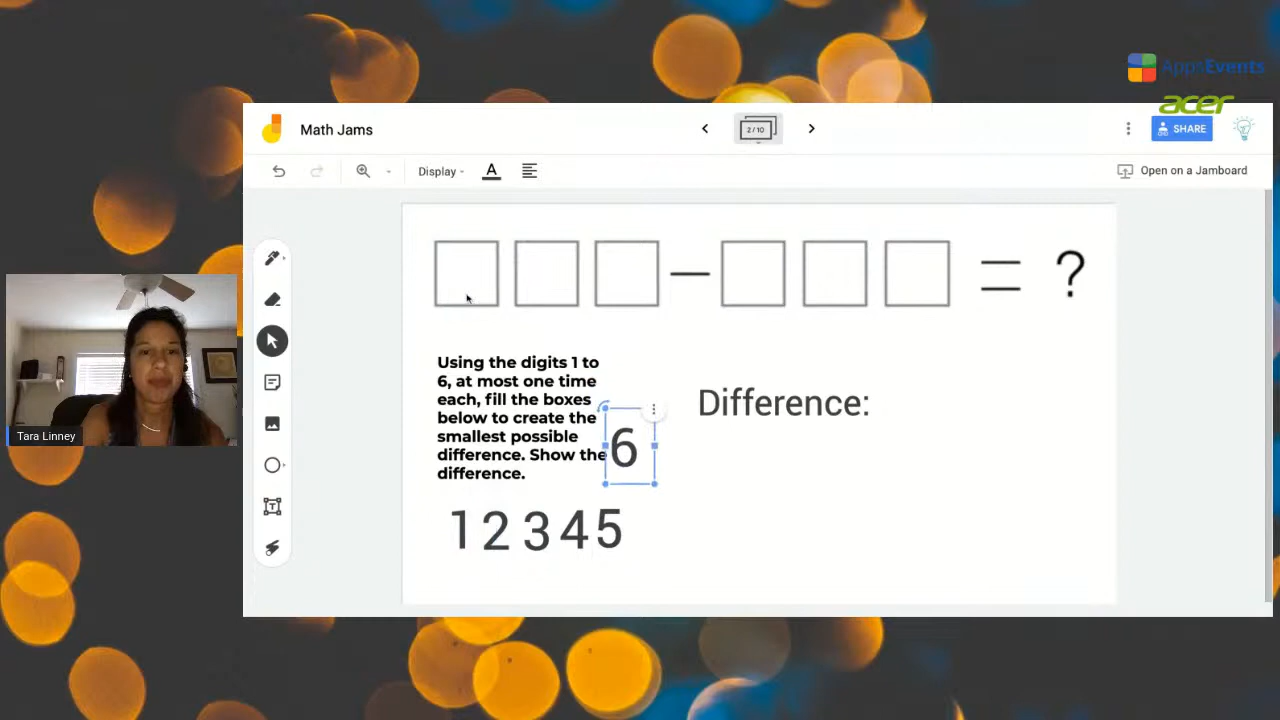 AppsEvents
acer
Math Jams
2 / 10
SHARE
Display
A
Open on a Jamboard
— = ?
Using the digits 1 to
6, at most one time
each, fill the boxes
below to create the
smallest possible
difference. Show the
difference.
6
Difference:
1 2 3 4 5
Tara Linney